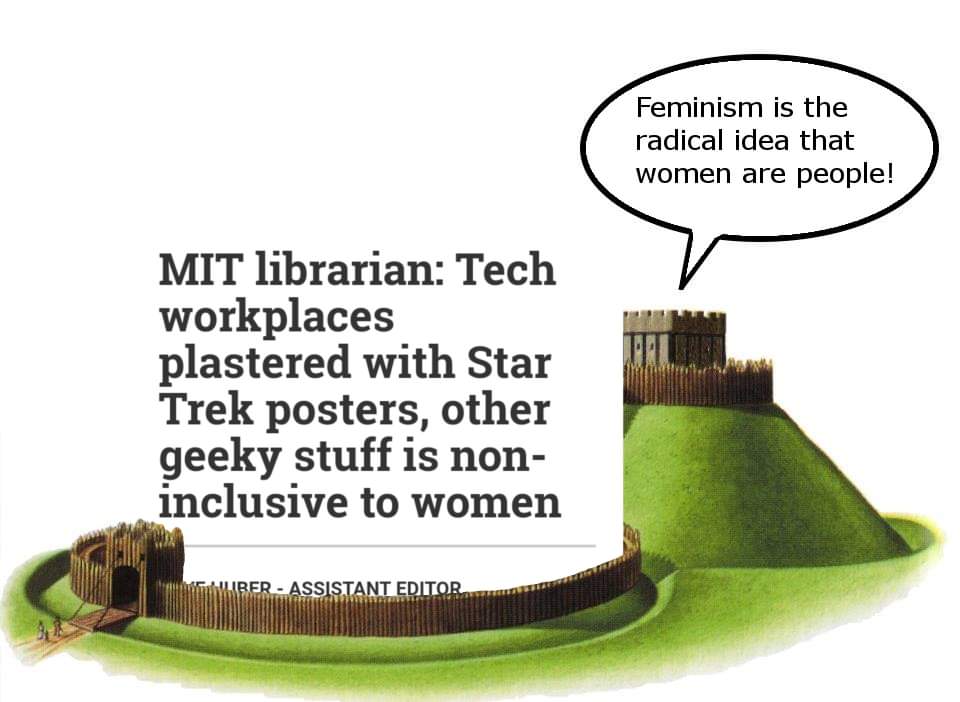 Feminism is the
radical idea that
women are people!
MIT librarian: Tech
workplaces
plastered with Star
Trek posters, other
geeky stuff is non-
inclusive to women
HUBER - ASSISTANT EDITOR